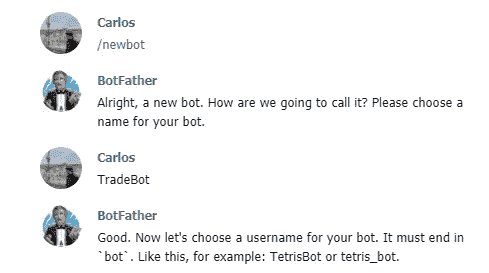 Carlos
/newbot
BotFather
Alright, a new bot. How are we going to call it? Please choose a
name for your bot.
Carlos
TradeBot
BotFather
Good. Now let's choose a username for your bot. It must end in
`bot`. Like this, for example: TetrisBot or tetris_bot.